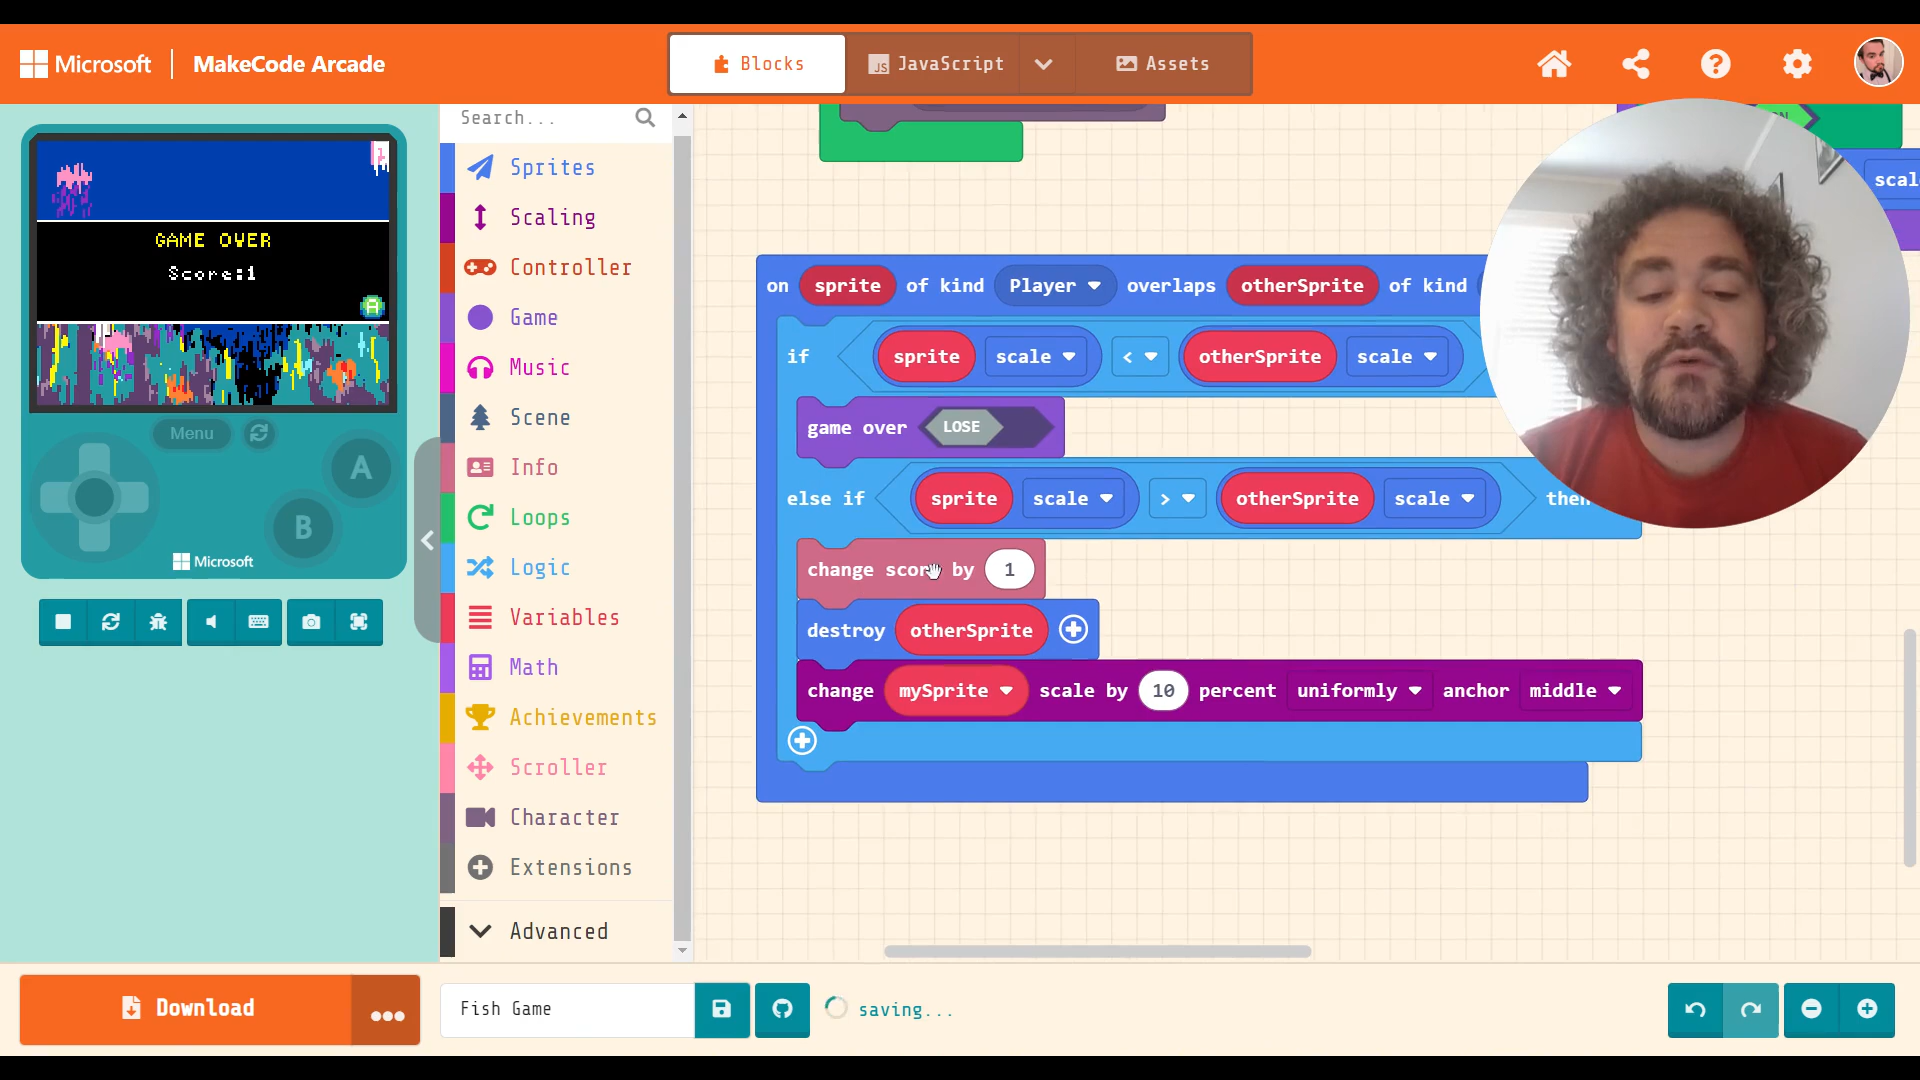 Microsoft
MakeCode Arcade
Blocks
JS JavaScript
Assets
GAME OVER
Score:1
A
Menu
A
B
Microsoft
Search...
Sprites
Scaling
Controller
Game
Music
Scene
Info
Loops
Logic
Variables
Math
Achievements
Scroller
Character
Extensions
Advanced
on sprite of kind Player overlaps otherSprite of kind
if sprite scale < otherSprite scale
game over LOSE
else if sprite scale > otherSprite scale then
change score by 1
destroy otherSprite
change mySprite scale by 10 percent uniformly anchor middle
Download
Fish Game
saving...